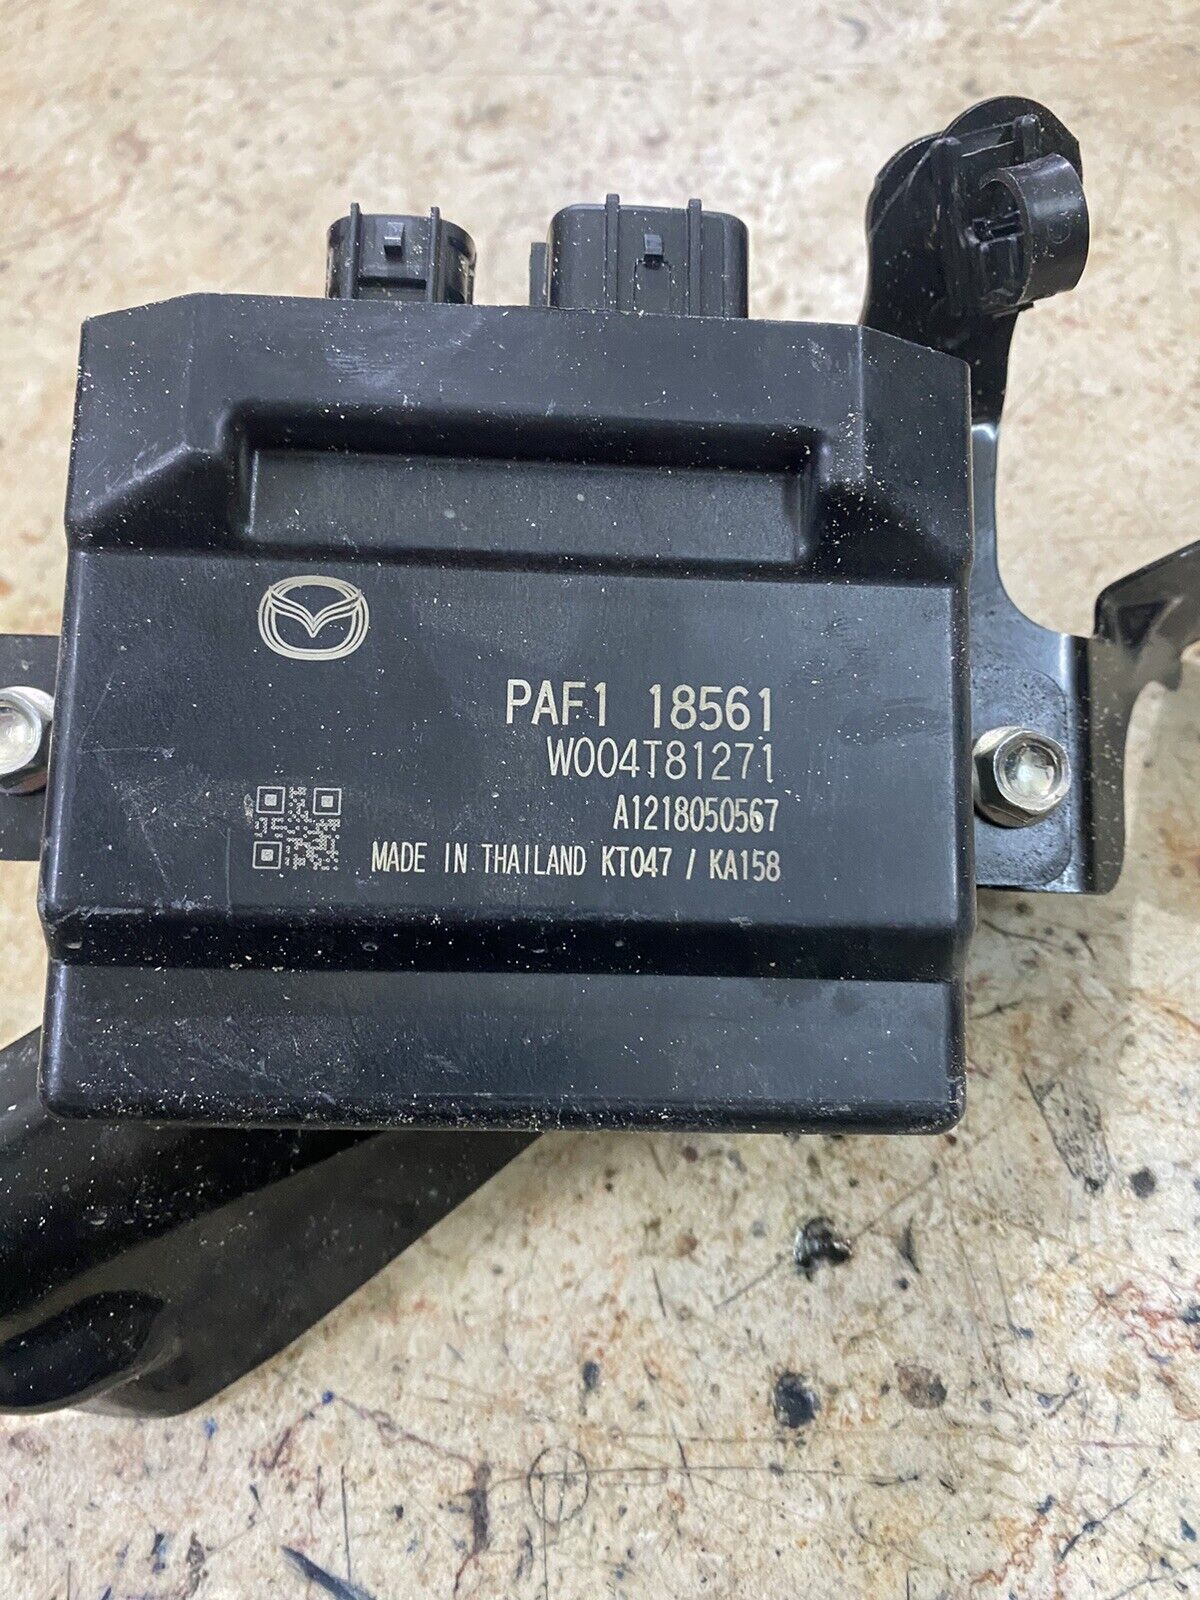 PAF1 18561
W004T81271
A1218050567
MADE IN THAILAND KT047 / KA158